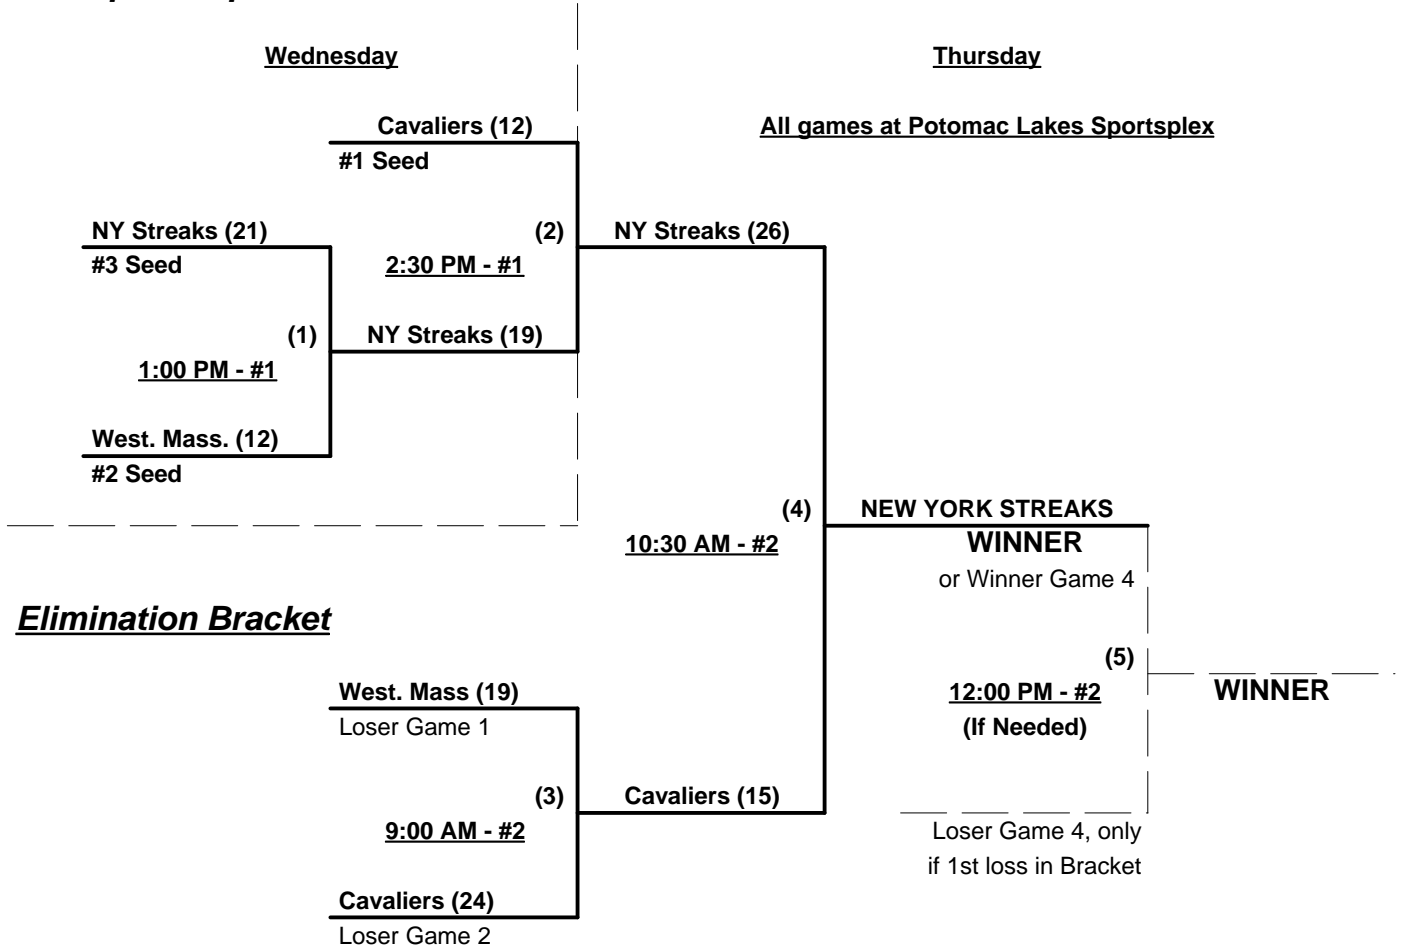 Wednesday
Thursday
Cavaliers (12)
All games at Potomac Lakes Sportsplex
#1 Seed
NY Streaks (21)
(2)
NY Streaks (26)
#3 Seed
2:30 PM - #1
(1)
NY Streaks (19)
1:00 PM - #1
West. Mass. (12)
#2 Seed
(4)
NEW YORK STREAKS
10:30 AM - #2
WINNER
or Winner Game 4
Elimination Bracket
(5)
West. Mass (19)
12:00 PM - #2
WINNER
Loser Game 1
(If Needed)
(3)
Cavaliers (15)
9:00 AM - #2
Loser Game 4, only
if 1st loss in Bracket
Cavaliers (24)
Loser Game 2